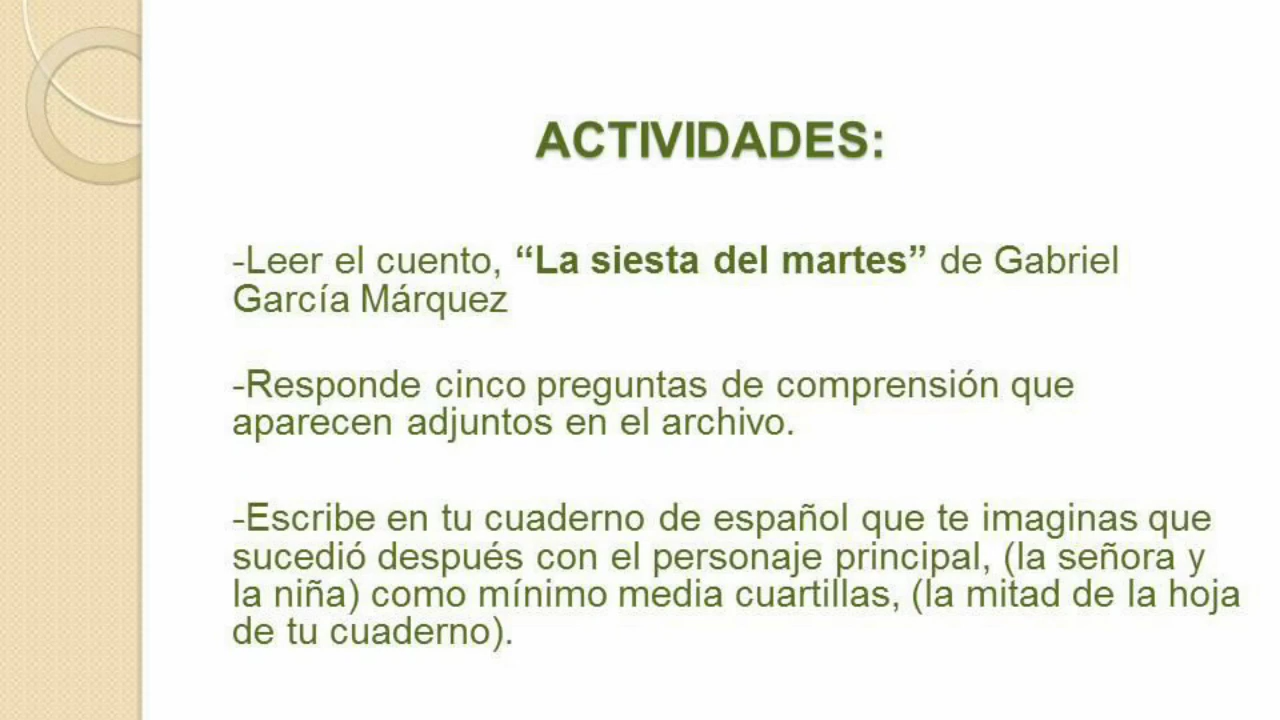 ACTIVIDADES:
-Leer el cuento, “La siesta del martes” de Gabriel
García Márquez
-Responde cinco preguntas de comprensión que
aparecen adjuntos en el archivo.
-Escribe en tu cuaderno de español que te imaginas que
sucedió después con el personaje principal, (la señora y
la niña) como mínimo media cuartillas, (la mitad de la hoja
de tu cuaderno).